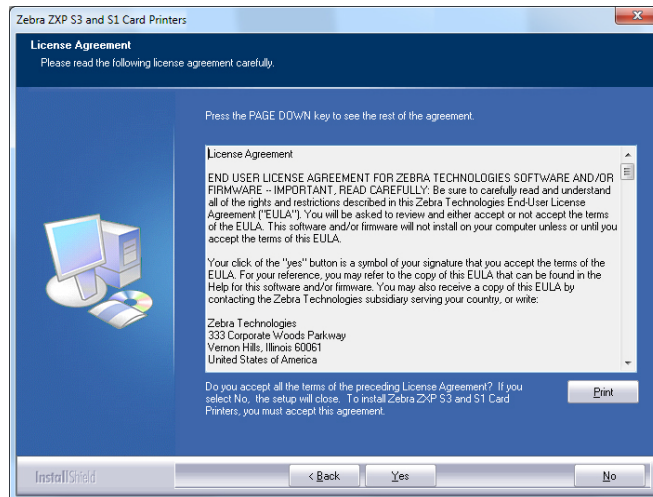 Zebra ZXP S3 and S1 Card Printers
License Agreement
Please read the following license agreement carefully.
Press the PAGE DOWN key to see the rest of the agreement.
License Agreement
END USER LICENSE AGREEMENT FOR ZEBRA TECHNOLOGIES SOFTWARE AND/OR
FIRMWARE -- IMPORTANT, READ CAREFULLY: Be sure to carefully read and understand
all of the rights and restrictions described in this Zebra Technologies End-User License
Agreement ("EULA"). You will be asked to review and either accept or not accept the terms
of the EULA. This software and/or firmware will not install on your computer unless or until you
accept the terms of this EULA.
Your click of the "yes" button is a symbol of your signature that you accept the terms of the
EULA. For your reference, you may refer to the copy of this EULA that can be found in the
Help for this software and/or firmware. You may also receive a copy of this EULA by
contacting the Zebra Technologies subsidiary serving your country, or write:
Zebra Technologies
333 Corporate Woods Parkway
Vernon Hills, Illinois 60061
United States of America
Do you accept all the terms of the preceding License Agreement? If you
select No, the setup will close. To install Zebra ZXP S3 and S1 Card
Printers, you must accept this agreement.
Print
InstallShield
< Back
Yes
No